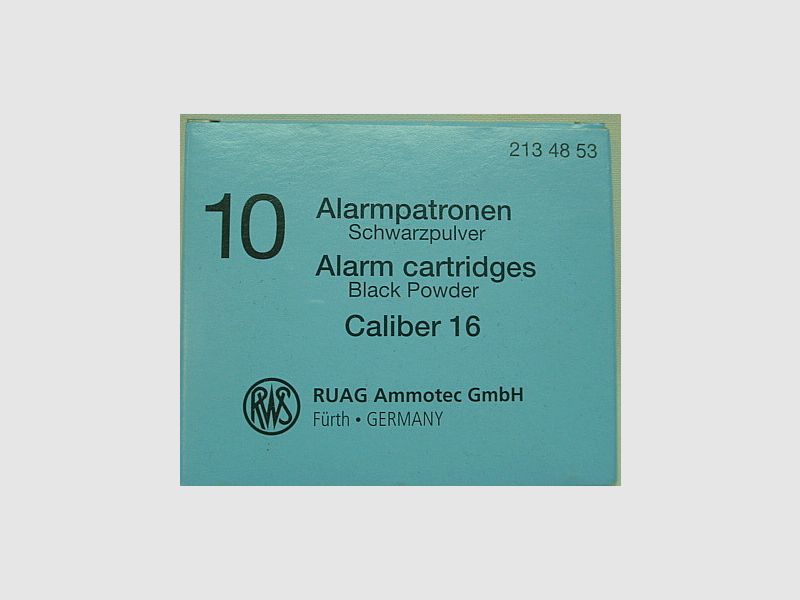 213 48 53
10
Alarmpatronen
Schwarzpulver
Alarm cartridges
Black Powder
Caliber 16
RWS
RUAG Ammotec GmbH
Fürth • GERMANY